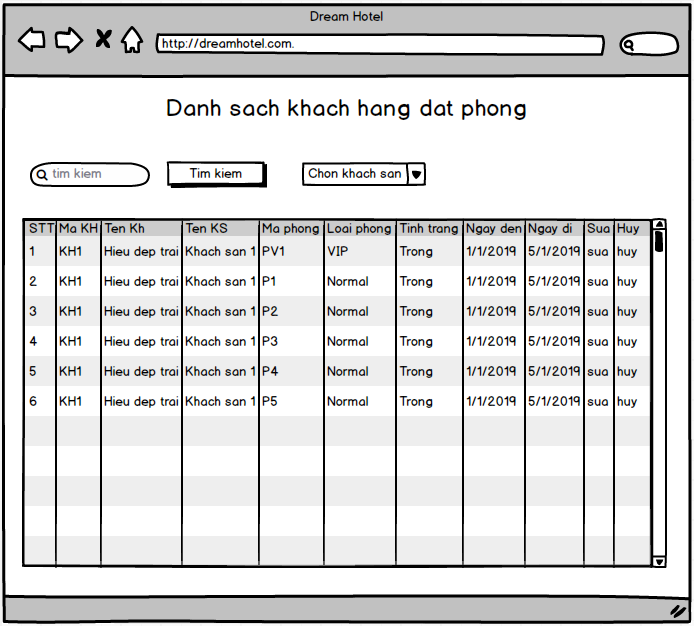 Dream Hotel
http://dreamhotel.com.
Danh sach khach hang dat phong
tim kiem Tim kiem Chon khach san
STT Ma KH Ten Kh Ten KS Ma phong Loai phong Tinh trang Ngay den Ngay di Sua Huy
1 KH1 Hieu dep trai Khach san 1 PV1 VIP Trong 1/1/2019 5/1/2019 sua huy
2 KH1 Hieu dep trai Khach san 1 P1 Normal Trong 1/1/2019 5/1/2019 sua huy
3 KH1 Hieu dep trai Khach san 1 P2 Normal Trong 1/1/2019 5/1/2019 sua huy
4 KH1 Hieu dep trai Khach san 1 P3 Normal Trong 1/1/2019 5/1/2019 sua huy
5 KH1 Hieu dep trai Khach san 1 P4 Normal Trong 1/1/2019 5/1/2019 sua huy
6 KH1 Hieu dep trai Khach san 1 P5 Normal Trong 1/1/2019 5/1/2019 sua huy